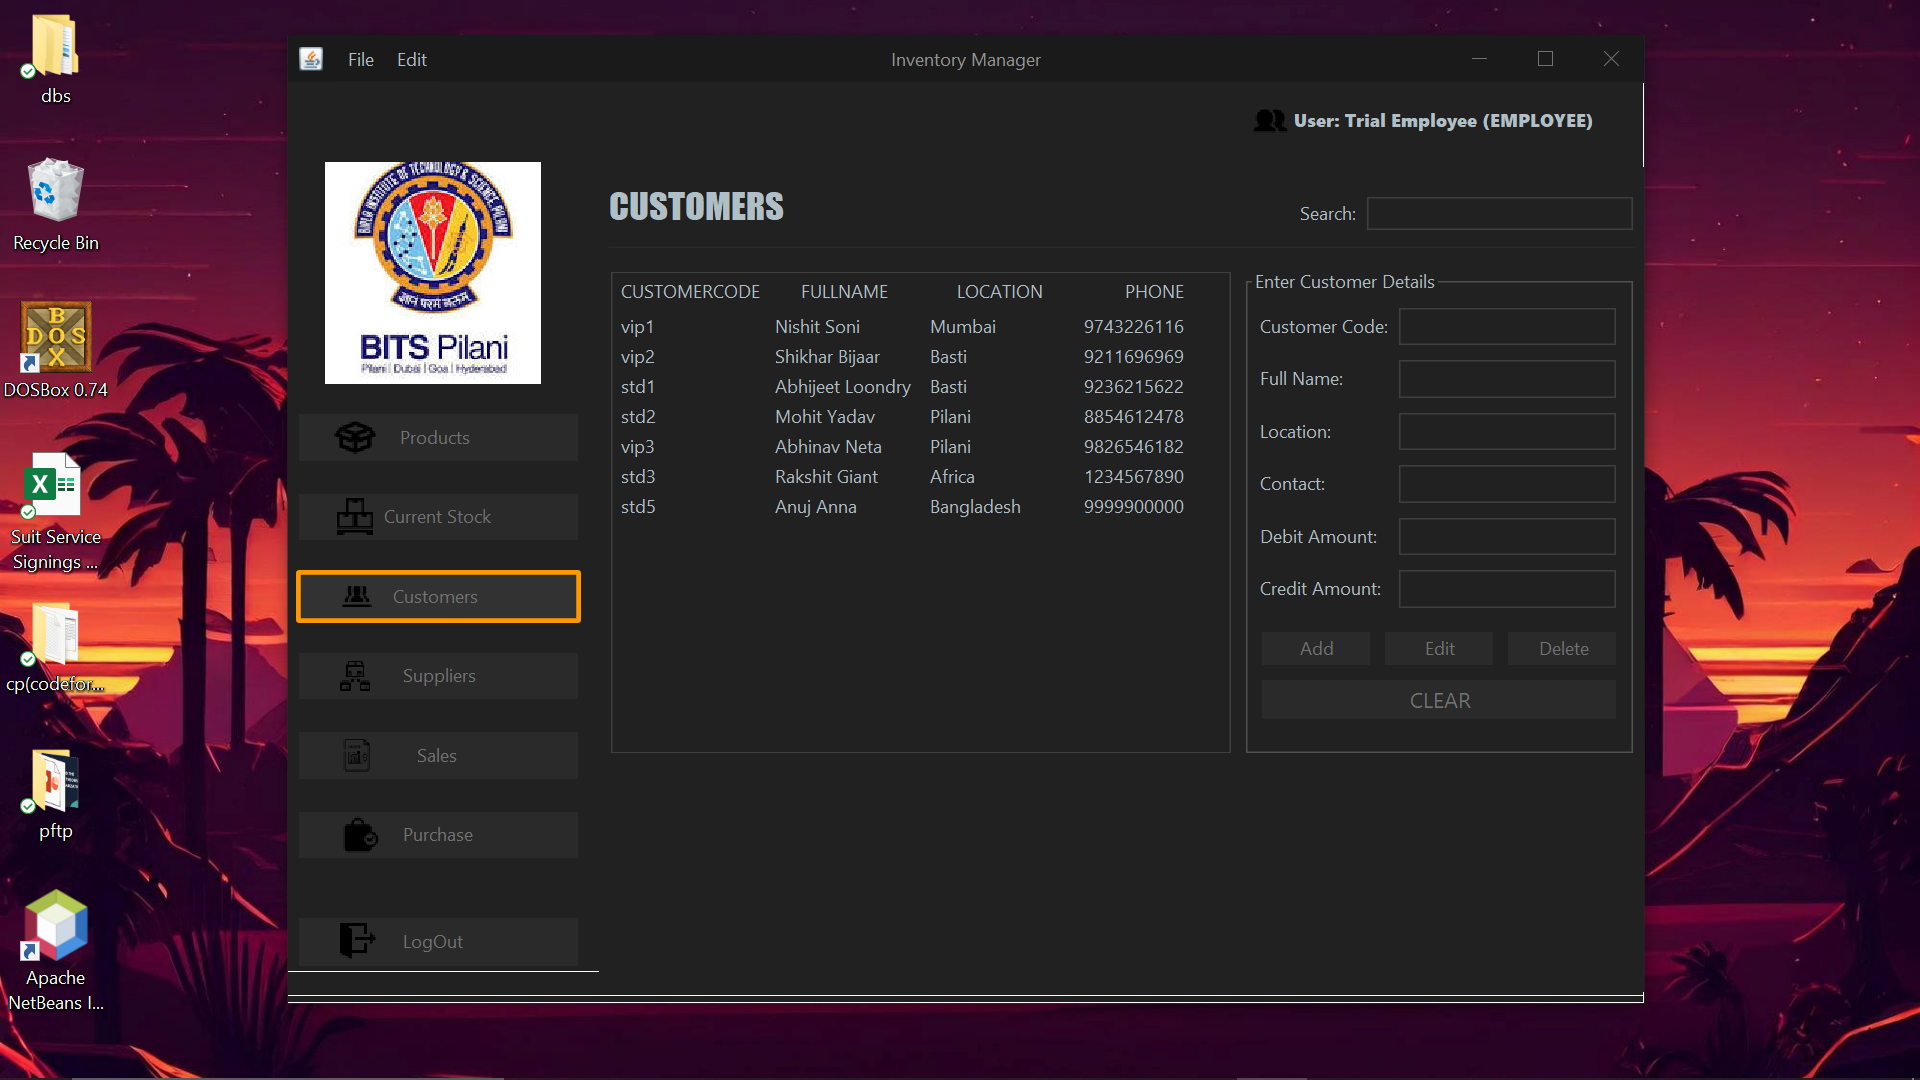 dbs
Recycle Bin
DOSBox 0.74
Suit Service
Signings ...
cp(codefor...
pftp
Apache
NetBeans I...
File
Edit
Inventory Manager
User: Trial Employee (EMPLOYEE)
BIRLA INSTITUTE OF TECHNOLOGY & SCIENCE, PILANI
ज्ञानं परमं बलम्
BITS Pilani
Pilani | Dubai | Goa | Hyderabad
Products
Current Stock
Customers
Suppliers
Sales
Purchase
LogOut
CUSTOMERS
Search:
CUSTOMERCODE FULLNAME LOCATION PHONE
vip1 Nishit Soni Mumbai 9743226116
vip2 Shikhar Bijaar Basti 9211696969
std1 Abhijeet Loondry Basti 9236215622
std2 Mohit Yadav Pilani 8854612478
vip3 Abhinav Neta Pilani 9826546182
std3 Rakshit Giant Africa 1234567890
std5 Anuj Anna Bangladesh 9999900000
Enter Customer Details
Customer Code:
Full Name:
Location:
Contact:
Debit Amount:
Credit Amount:
Add Edit Delete
CLEAR